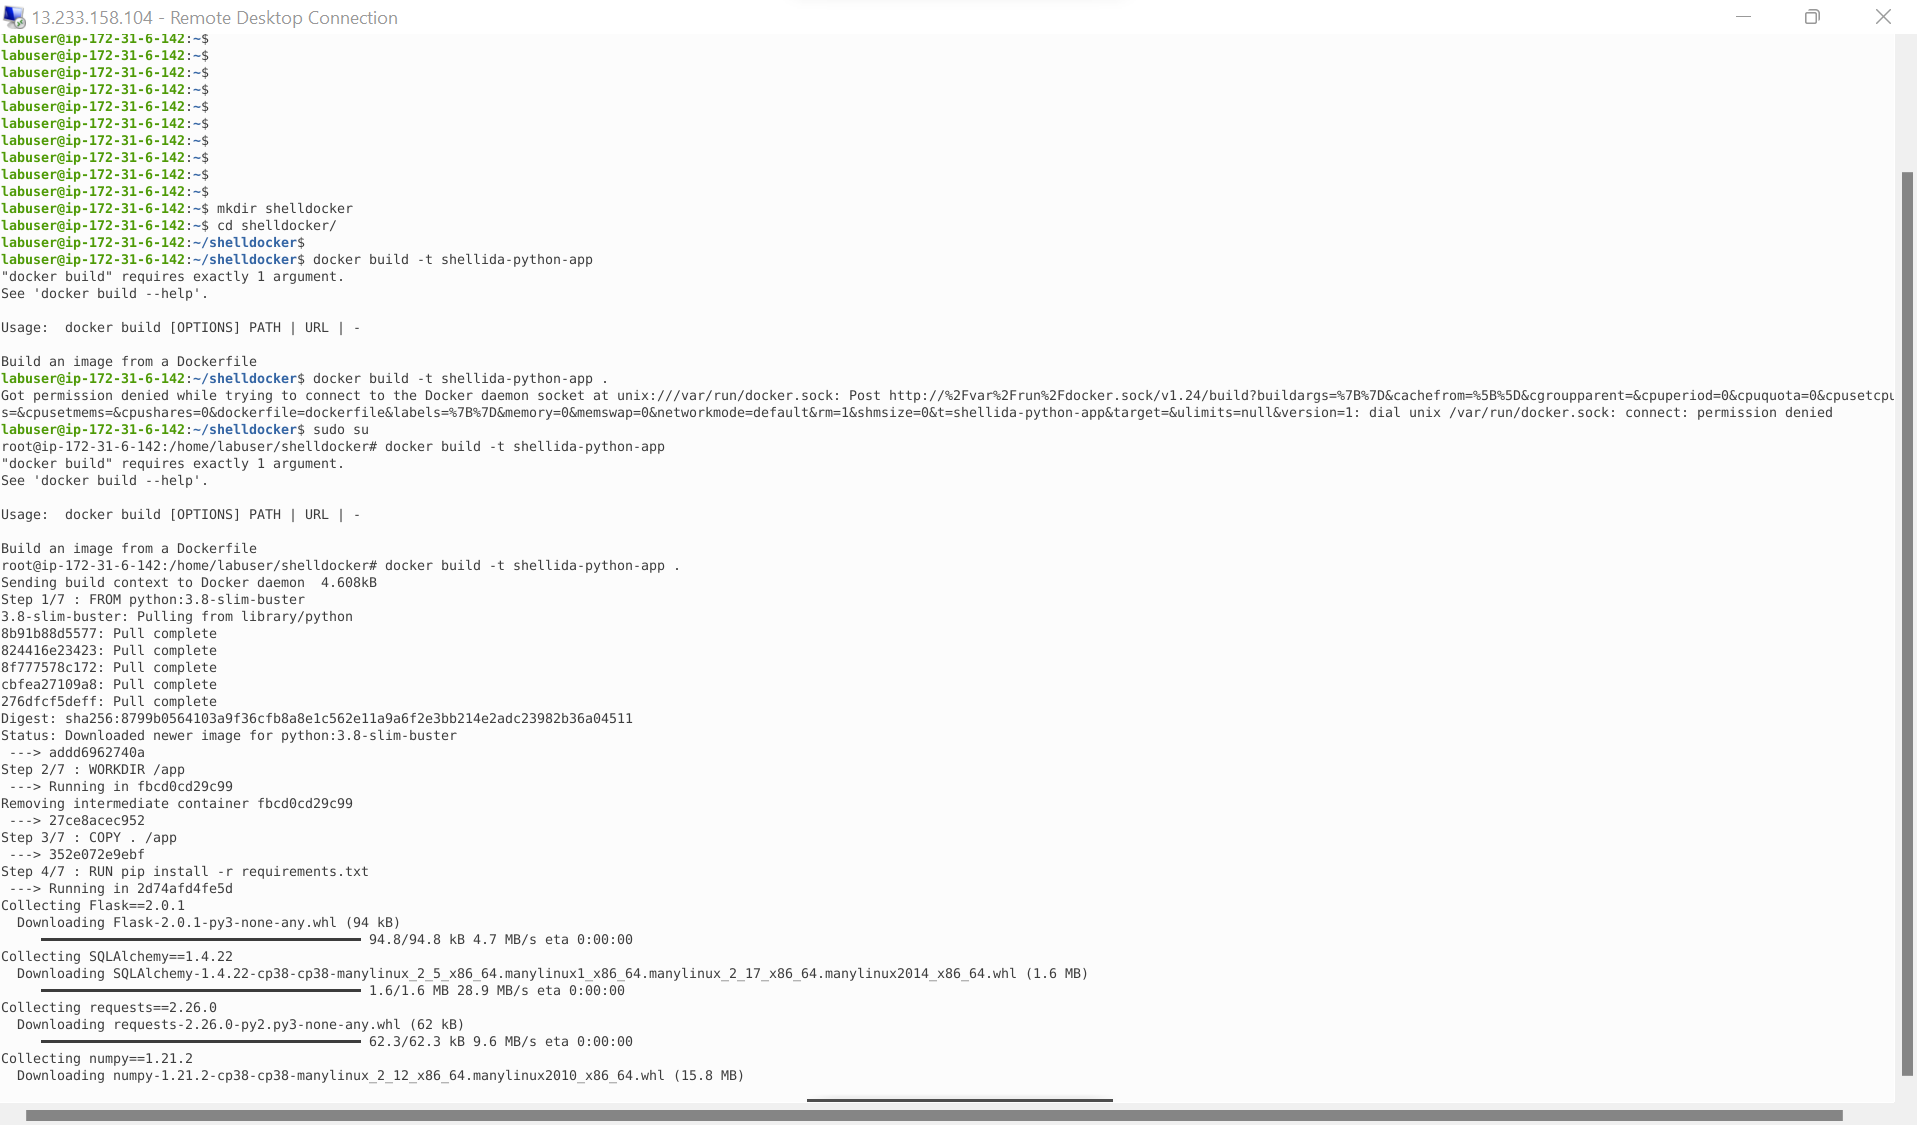 13.233.158.104 - Remote Desktop Connection
labuser@ip-172-31-6-142:~$
labuser@ip-172-31-6-142:~$
labuser@ip-172-31-6-142:~$
labuser@ip-172-31-6-142:~$
labuser@ip-172-31-6-142:~$
labuser@ip-172-31-6-142:~$
labuser@ip-172-31-6-142:~$
labuser@ip-172-31-6-142:~$
labuser@ip-172-31-6-142:~$
labuser@ip-172-31-6-142:~$
labuser@ip-172-31-6-142:~$ mkdir shelldocker
labuser@ip-172-31-6-142:~$ cd shelldocker/
labuser@ip-172-31-6-142:~/shelldocker$
labuser@ip-172-31-6-142:~/shelldocker$ docker build -t shellida-python-app
"docker build" requires exactly 1 argument.
See 'docker build --help'.
Usage:  docker build [OPTIONS] PATH | URL | -
Build an image from a Dockerfile
labuser@ip-172-31-6-142:~/shelldocker$ docker build -t shellida-python-app .
Got permission denied while trying to connect to the Docker daemon socket at unix:///var/run/docker.sock: Post http://%2Fvar%2Frun%2Fdocker.sock/v1.24/build?buildargs=%7B%7D&cachefrom=%5B%5D&cgroupparent=&cpuperiod=0&cpuquota=0&cpusetcpu
s=&cpusetmems=&cpushares=0&dockerfile=dockerfile&labels=%7B%7D&memory=0&memswap=0&networkmode=default&rm=1&shmsize=0&t=shellida-python-app&target=&ulimits=null&version=1: dial unix /var/run/docker.sock: connect: permission denied
labuser@ip-172-31-6-142:~/shelldocker$ sudo su
root@ip-172-31-6-142:/home/labuser/shelldocker# docker build -t shellida-python-app
"docker build" requires exactly 1 argument.
See 'docker build --help'.
Usage:  docker build [OPTIONS] PATH | URL | -
Build an image from a Dockerfile
root@ip-172-31-6-142:/home/labuser/shelldocker# docker build -t shellida-python-app .
Sending build context to Docker daemon  4.608kB
Step 1/7 : FROM python:3.8-slim-buster
3.8-slim-buster: Pulling from library/python
8b91b88d5577: Pull complete
824416e23423: Pull complete
8f777578c172: Pull complete
cbfea27109a8: Pull complete
276dfcf5deff: Pull complete
Digest: sha256:8799b0564103a9f36cfb8a8e1c562e11a9a6f2e3bb214e2adc23982b36a04511
Status: Downloaded newer image for python:3.8-slim-buster
 ---> addd6962740a
Step 2/7 : WORKDIR /app
 ---> Running in fbcd0cd29c99
Removing intermediate container fbcd0cd29c99
 ---> 27ce8acec952
Step 3/7 : COPY . /app
 ---> 352e072e9ebf
Step 4/7 : RUN pip install -r requirements.txt
 ---> Running in 2d74afd4fe5d
Collecting Flask==2.0.1
  Downloading Flask-2.0.1-py3-none-any.whl (94 kB)
94.8/94.8 kB 4.7 MB/s eta 0:00:00
Collecting SQLAlchemy==1.4.22
  Downloading SQLAlchemy-1.4.22-cp38-cp38-manylinux_2_5_x86_64.manylinux1_x86_64.manylinux_2_17_x86_64.manylinux2014_x86_64.whl (1.6 MB)
1.6/1.6 MB 28.9 MB/s eta 0:00:00
Collecting requests==2.26.0
  Downloading requests-2.26.0-py2.py3-none-any.whl (62 kB)
62.3/62.3 kB 9.6 MB/s eta 0:00:00
Collecting numpy==1.21.2
  Downloading numpy-1.21.2-cp38-cp38-manylinux_2_12_x86_64.manylinux2010_x86_64.whl (15.8 MB)